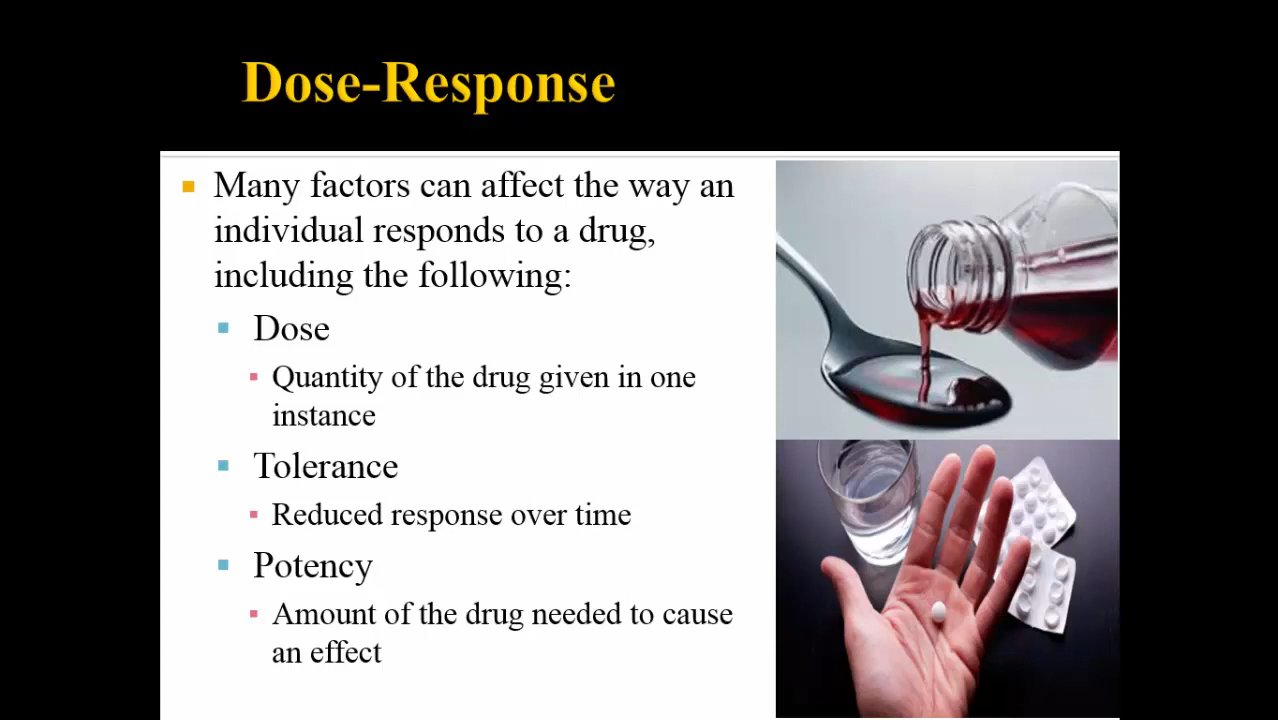 Dose-Response
Many factors can affect the way an
individual responds to a drug,
including the following:
Dose
Quantity of the drug given in one
instance
Tolerance
Reduced response over time
Potency
Amount of the drug needed to cause
an effect